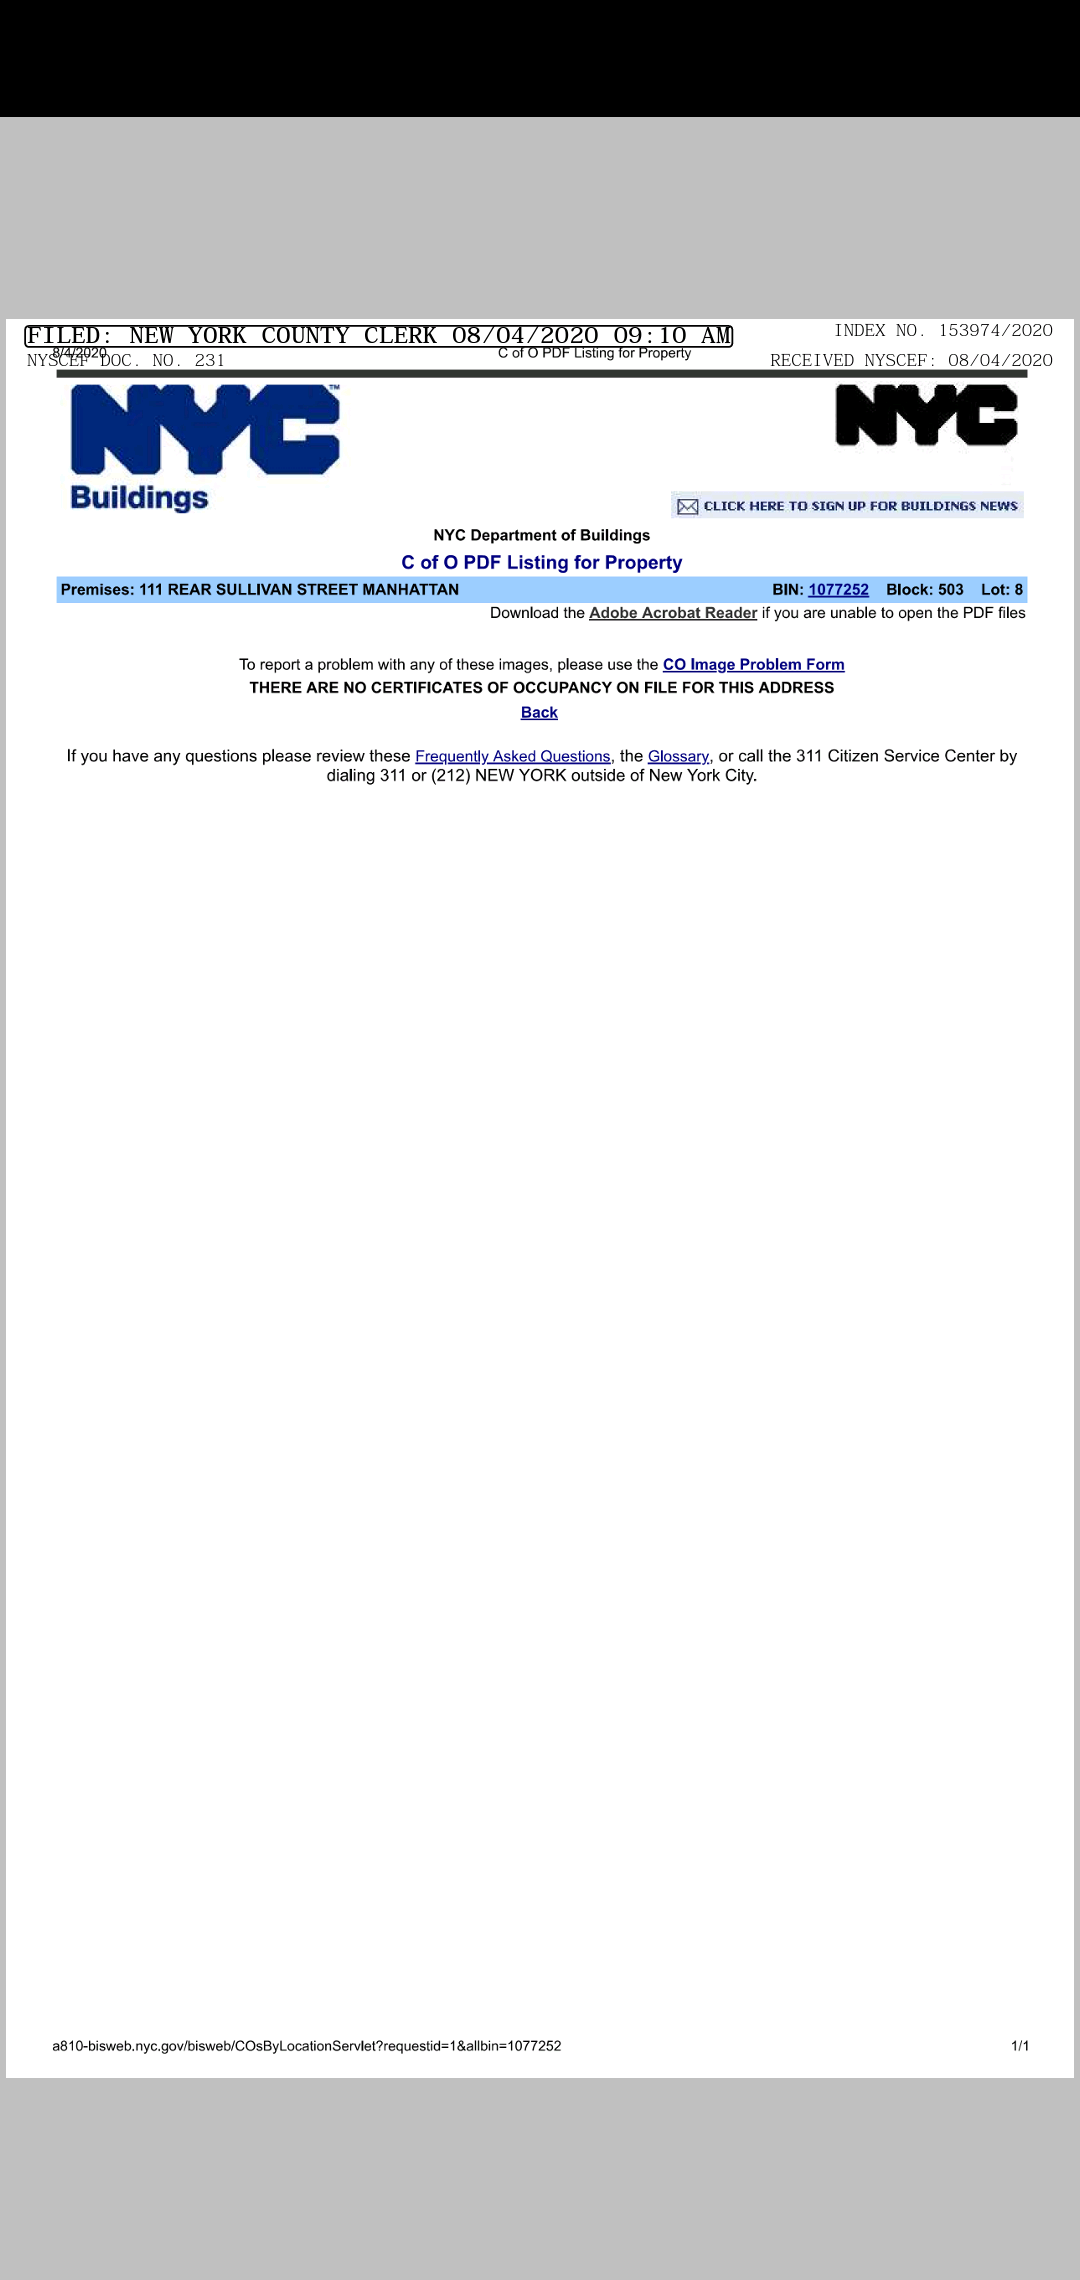 FILED: NEW YORK COUNTY CLERK 08/04/2020 09:10 AM
INDEX NO. 153974/2020
8/4/2020
C of O PDF Listing for Property
NYSCEF DOC. NO. 231
RECEIVED NYSCEF: 08/04/2020
NYC™
Buildings
NYC
CLICK HERE TO SIGN UP FOR BUILDINGS NEWS
NYC Department of Buildings
C of O PDF Listing for Property
Premises: 111 REAR SULLIVAN STREET MANHATTAN BIN: 1077252 Block: 503 Lot: 8
Download the Adobe Acrobat Reader if you are unable to open the PDF files
To report a problem with any of these images, please use the CO Image Problem Form
THERE ARE NO CERTIFICATES OF OCCUPANCY ON FILE FOR THIS ADDRESS
Back
If you have any questions please review these Frequently Asked Questions, the Glossary, or call the 311 Citizen Service Center by
dialing 311 or (212) NEW YORK outside of New York City.
a810-bisweb.nyc.gov/bisweb/COsByLocationServlet?requestid=1&allbin=1077252 1/1